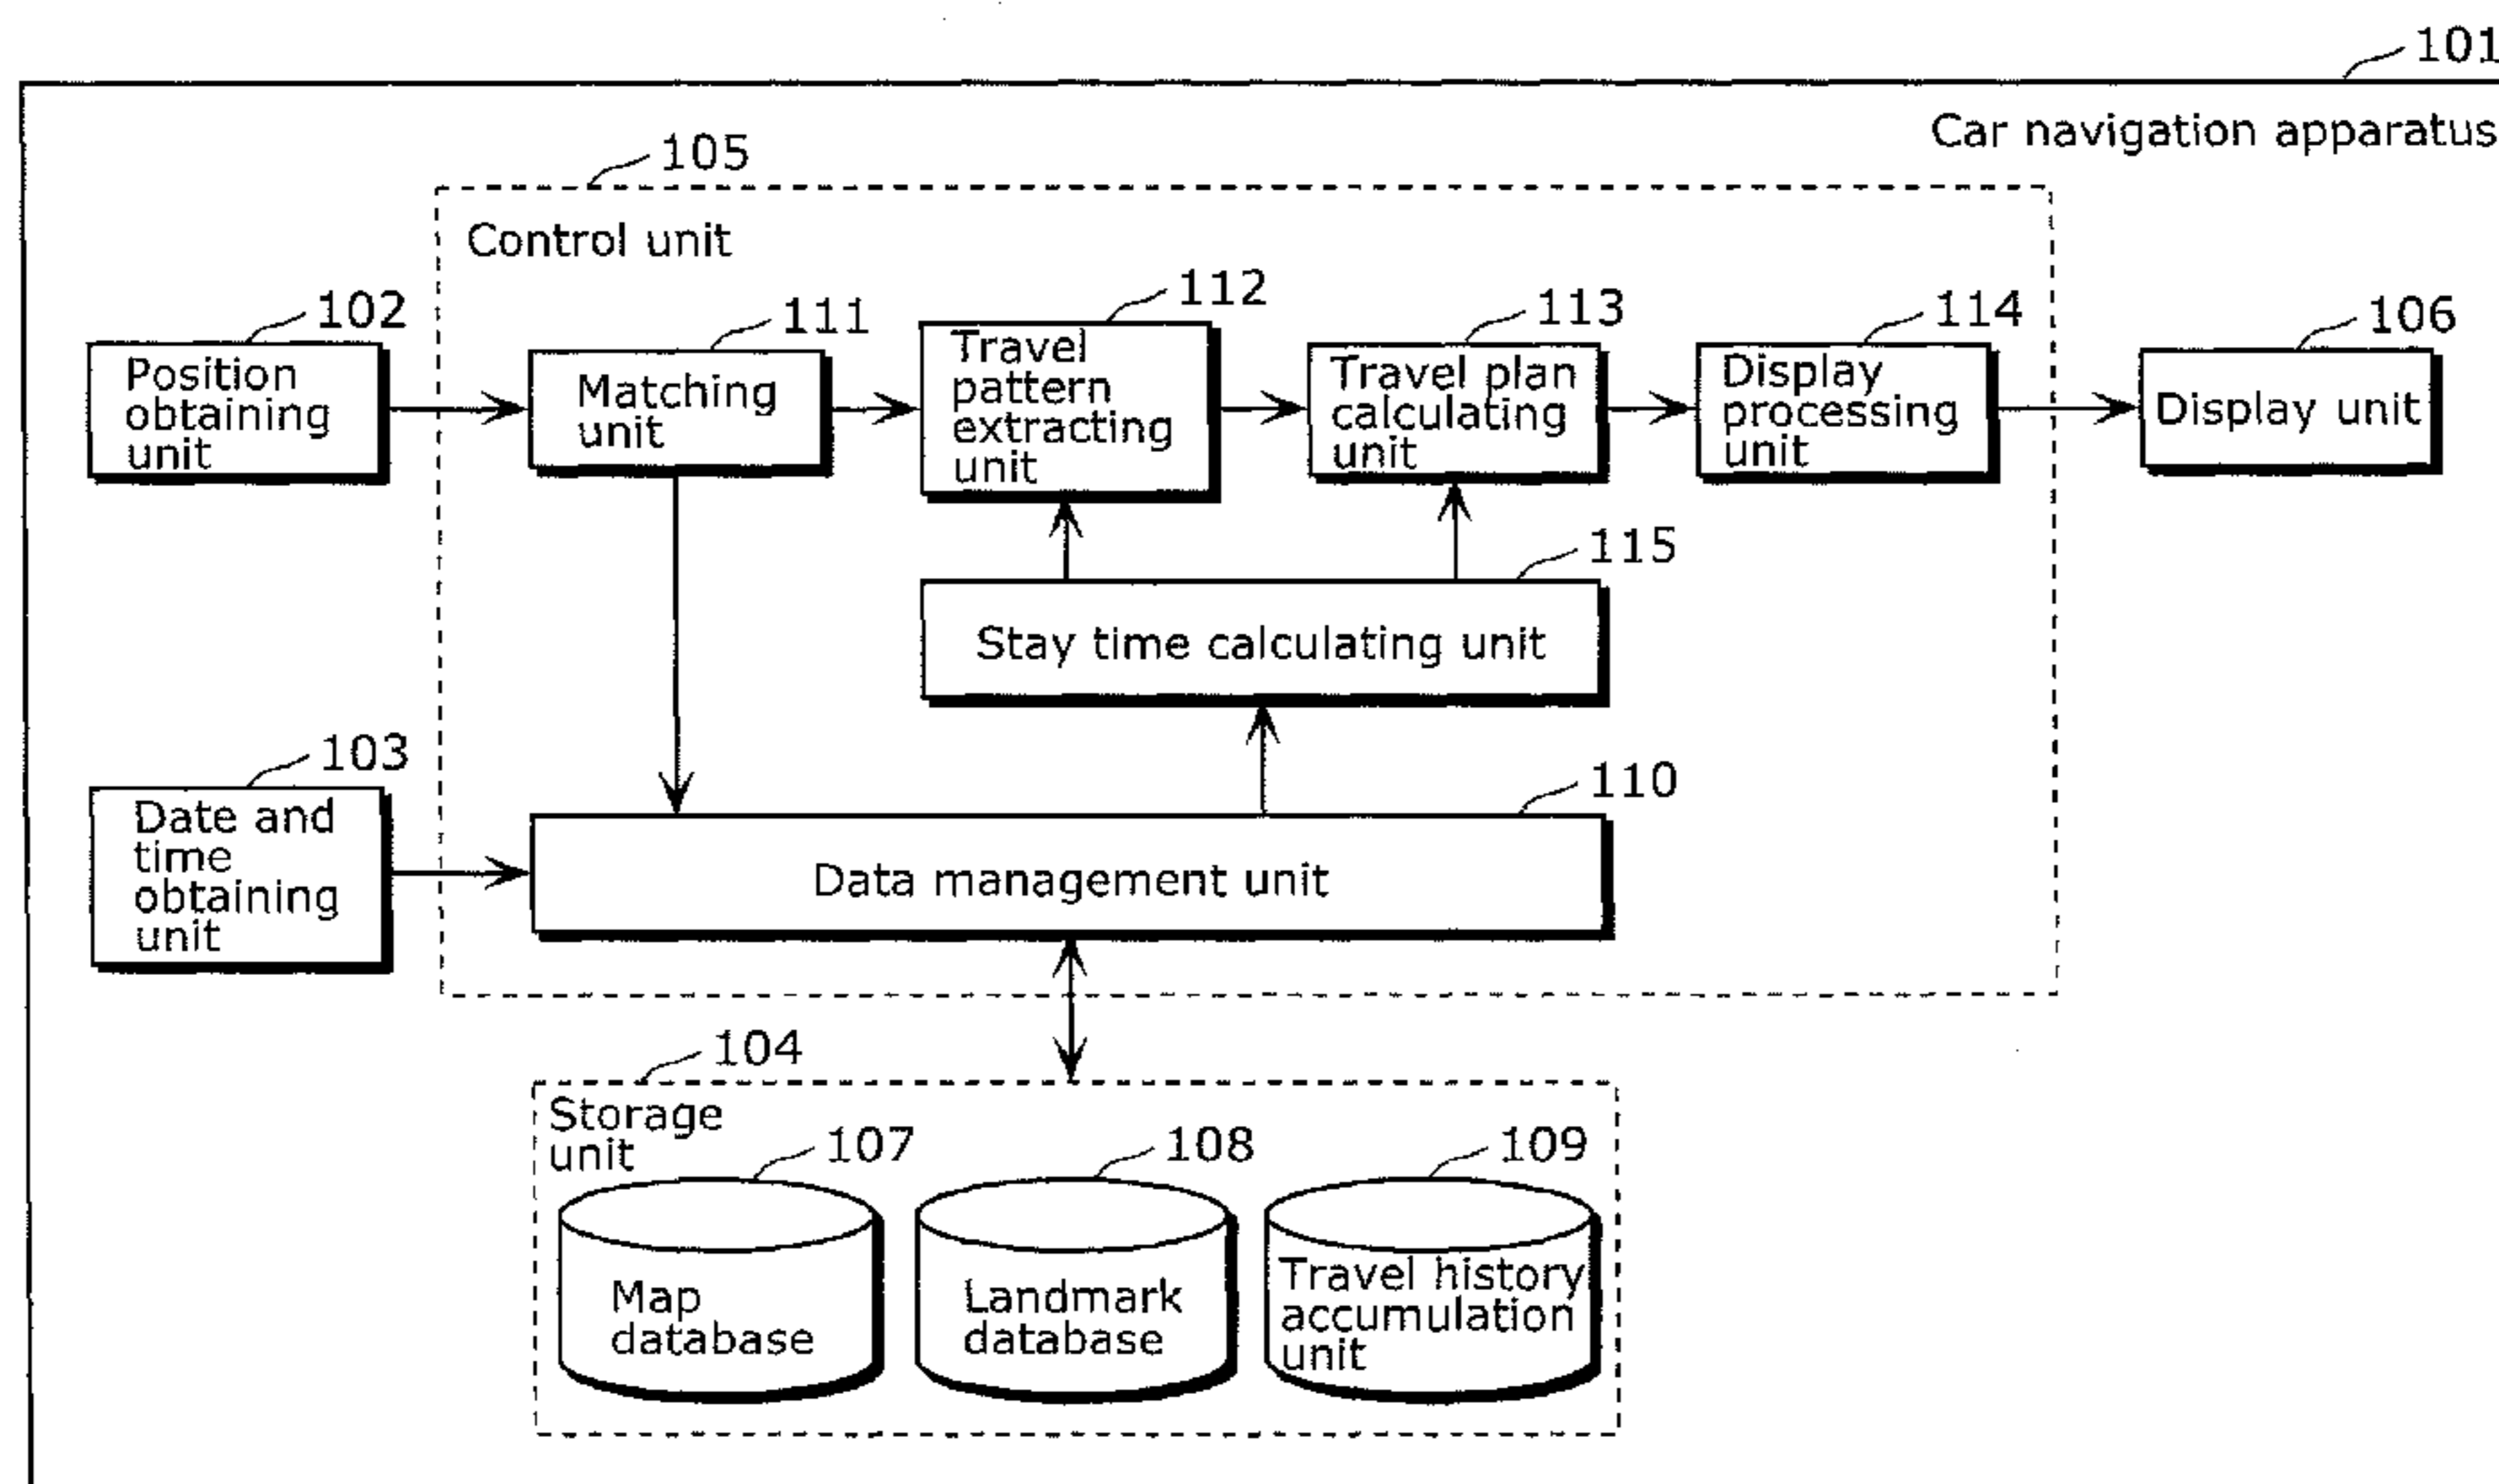 101
Car navigation apparatus
105
Control unit
102
Position
obtaining
unit
111
Matching
unit
112
Travel
pattern
extracting
unit
113
Travel plan
calculating
unit
114
Display
processing
unit
106
Display unit
115
Stay time calculating unit
103
Date and
time
obtaining
unit
110
Data management unit
104
Storage
unit
107
Map
database
108
Landmark
database
109
Travel history
accumulation
unit